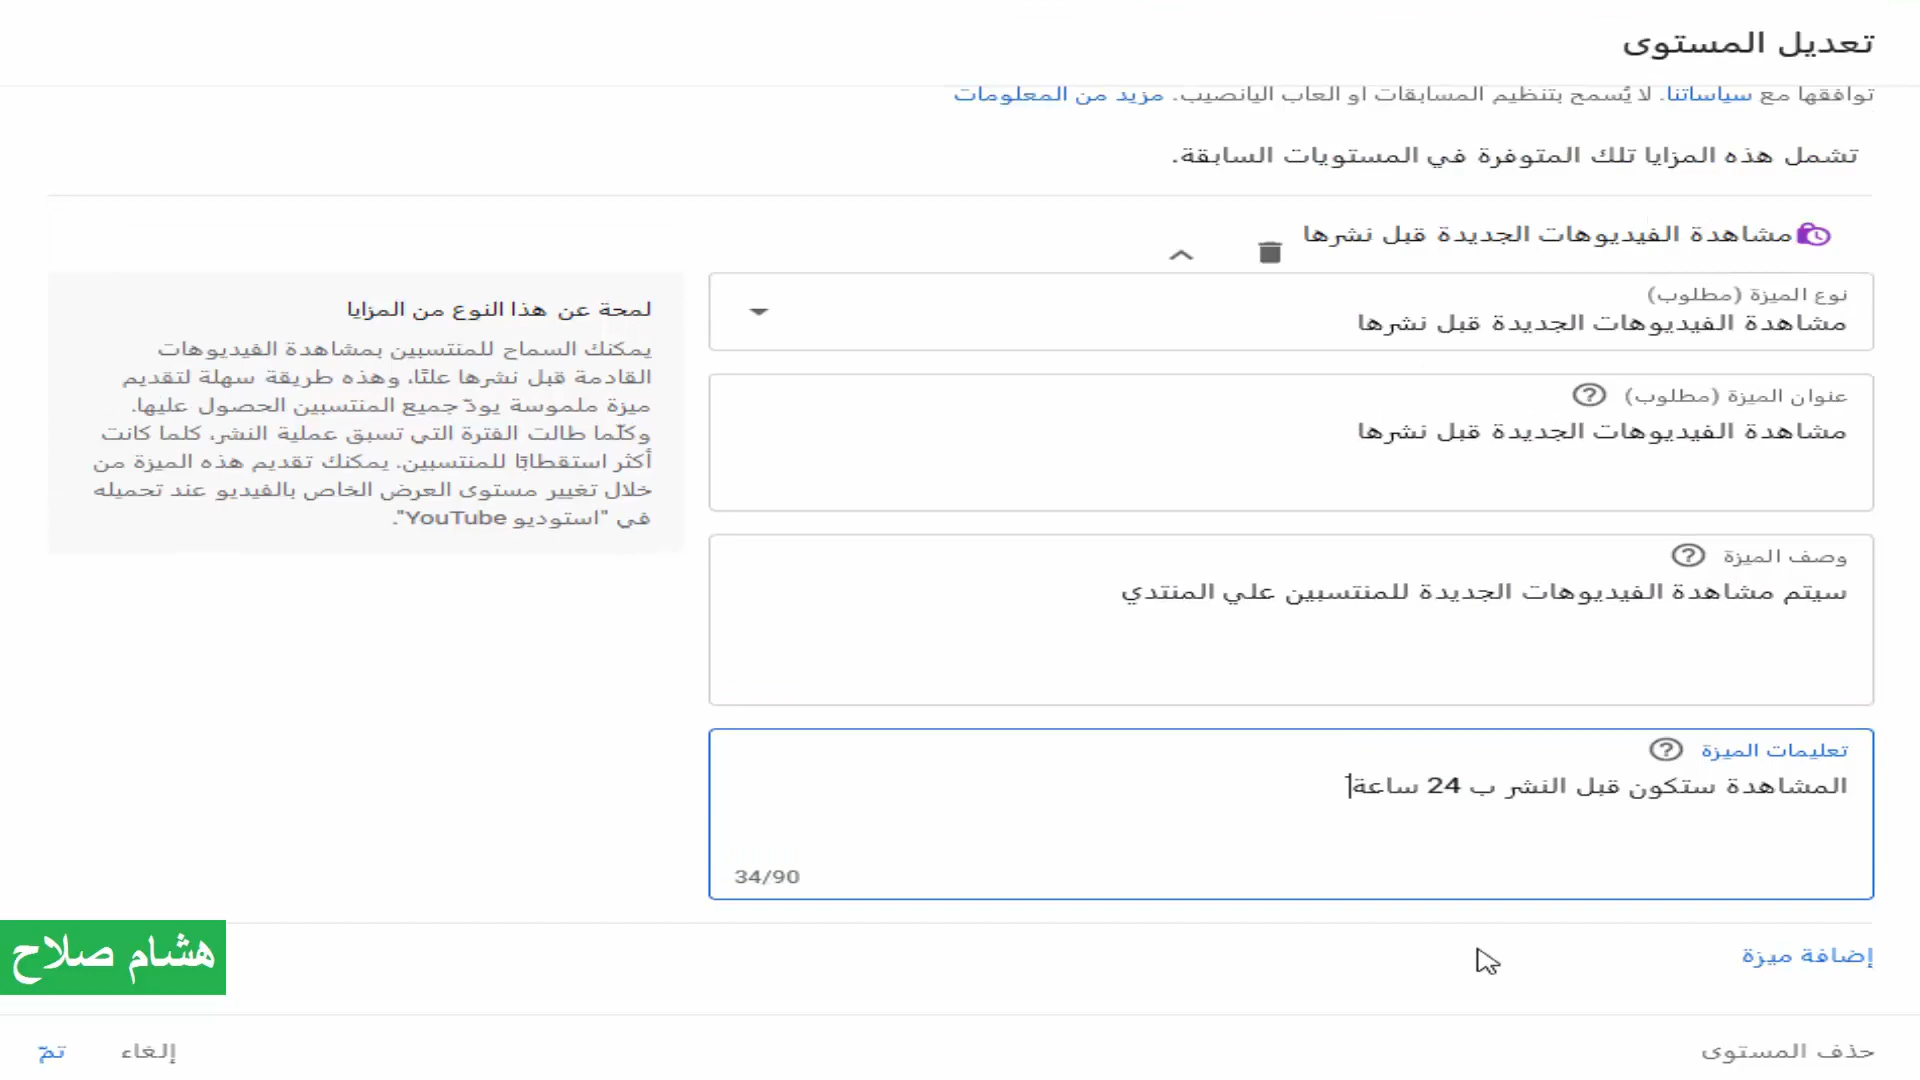 تعديل المستوى
توافقها مع سياساتنا. لا يُسمح بتنظيم المسابقات أو ألعاب اليانصيب. مزيد من المعلومات
تشمل هذه المزايا تلك المتوفرة في المستويات السابقة.
مشاهدة الفيديوهات الجديدة قبل نشرها
نوع الميزة (مطلوب)
مشاهدة الفيديوهات الجديدة قبل نشرها
عنوان الميزة (مطلوب)
مشاهدة الفيديوهات الجديدة قبل نشرها
وصف الميزة
سيتم مشاهدة الفيديوهات الجديدة للمنتسبين علي المنتدي
تعليمات الميزة
المشاهدة ستكون قبل النشر ب 24 ساعة
34/90
لمحة عن هذا النوع من المزايا
يمكنك السماح للمنتسبين بمشاهدة الفيديوهات
القادمة قبل نشرها علنًا، وهذه طريقة سهلة لتقديم
ميزة ملموسة يودّ جميع المنتسبين الحصول عليها.
وكلّما طالت الفترة التي تسبق عملية النشر، كلما كانت
أكثر استقطابًا للمنتسبين. يمكنك تقديم هذه الميزة من
خلال تغيير مستوى العرض الخاص بالفيديو عند تحميله
في "استوديو YouTube".
إضافة ميزة
هشام صلاح
حذف المستوى
إلغاء
تمّ